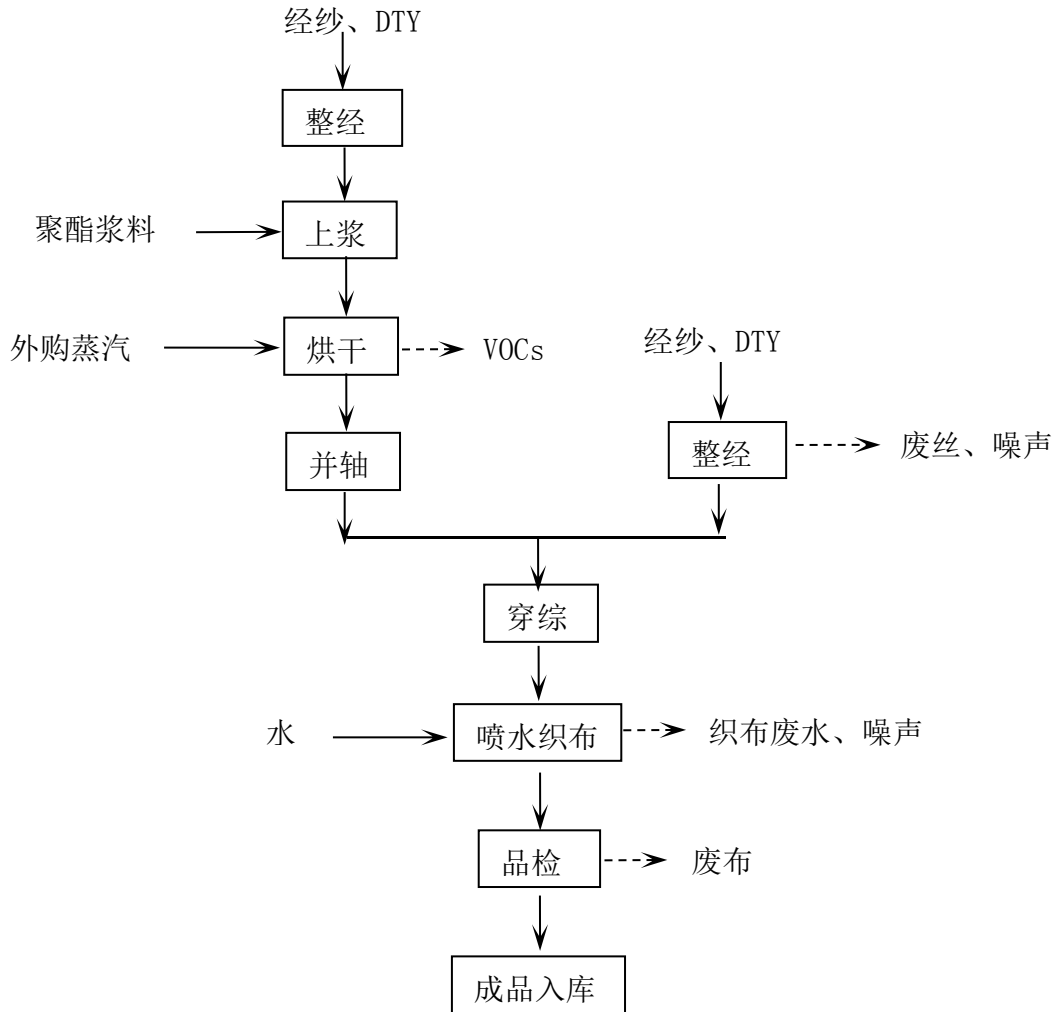 经纱、DTY
整经
聚酯浆料
上浆
外购蒸汽
烘干
VOCs
经纱、DTY
并轴
整经
废丝、噪声
穿综
水
喷水织布
织布废水、噪声
品检
废布
成品入库